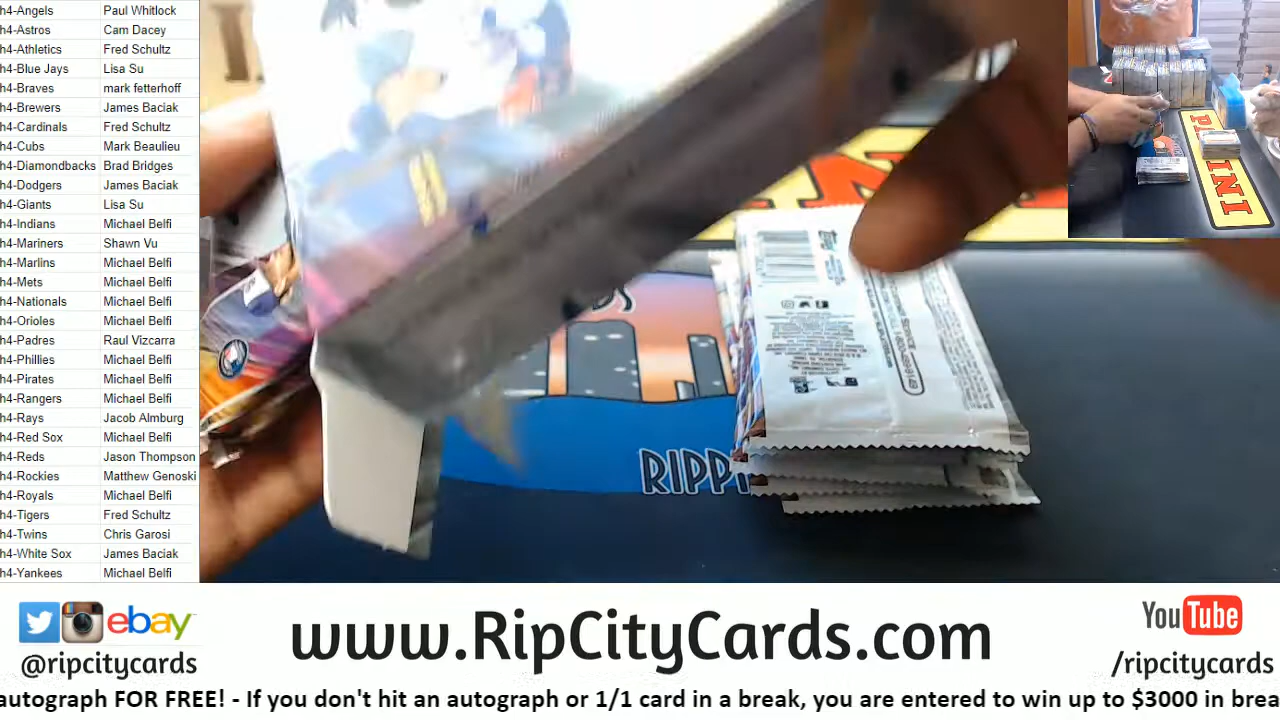 h4-Angels Paul Whitlock
h4-Astros Cam Dacey
h4-Athletics Fred Schultz
h4-Blue Jays Lisa Su
h4-Braves mark fetterhoff
h4-Brewers James Baciak
h4-Cardinals Fred Schultz
h4-Cubs Mark Beaulieu
h4-Diamondbacks Brad Bridges
h4-Dodgers James Baciak
h4-Giants Lisa Su
h4-Indians Michael Belfi
h4-Mariners Shawn Vu
h4-Marlins Michael Belfi
h4-Mets Michael Belfi
h4-Nationals Michael Belfi
h4-Orioles Michael Belfi
h4-Padres Raul Vizcarra
h4-Phillies Michael Belfi
h4-Pirates Michael Belfi
h4-Rangers Michael Belfi
h4-Rays Jacob Almburg
h4-Red Sox Michael Belfi
h4-Reds Jason Thompson
h4-Rockies Matthew Genoski
h4-Royals Michael Belfi
h4-Tigers Fred Schultz
h4-Twins Chris Garosi
h4-White Sox James Baciak
h4-Yankees Michael Belfi
RIPPI
ebay
@ripcitycards
www.RipCityCards.com
YouTube
/ripcitycards
autograph FOR FREE! - If you don't hit an autograph or 1/1 card in a break, you are entered to win up to $3000 in brea